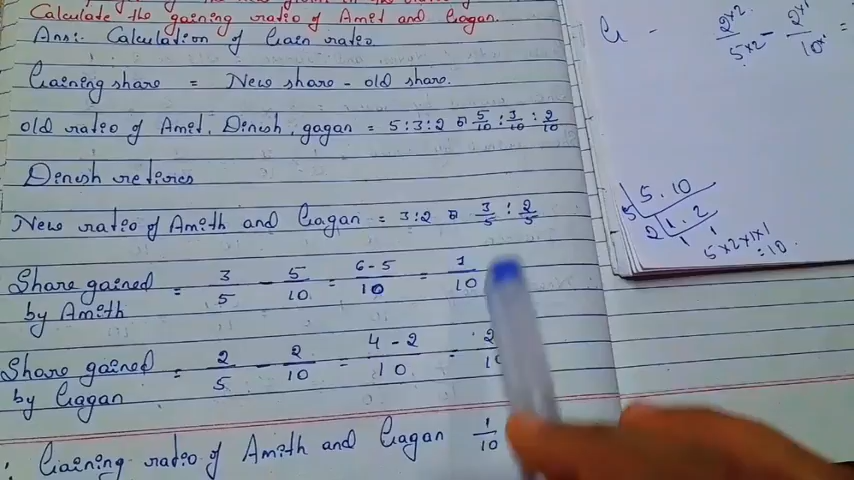 Calculate the gaining ratio of Amit and Gagan.
Ans:- Calculation of Gain ratio
Gaining share = New share - old share.
old ratio of Amit, Dinesh, gagan = 5:3:2 or 5/10 : 3/10 : 2/10
Dinesh retires
New ratio of Amith and Gagan = 3:2 or 3/5 : 2/5
Share gained by Amith = 3/5 - 5/10 = 6-5/10 = 1/10
Share gained by Gagan = 2/5 - 2/10 = 4-2/10 = 2/10
∴ Gaining ratio of Amith and Gagan 1/10
G - 2×2/5×2 - 2×1/10×1 =
5 | 5, 10
2 | 1, 2
1 1
5×2×1×1
=10